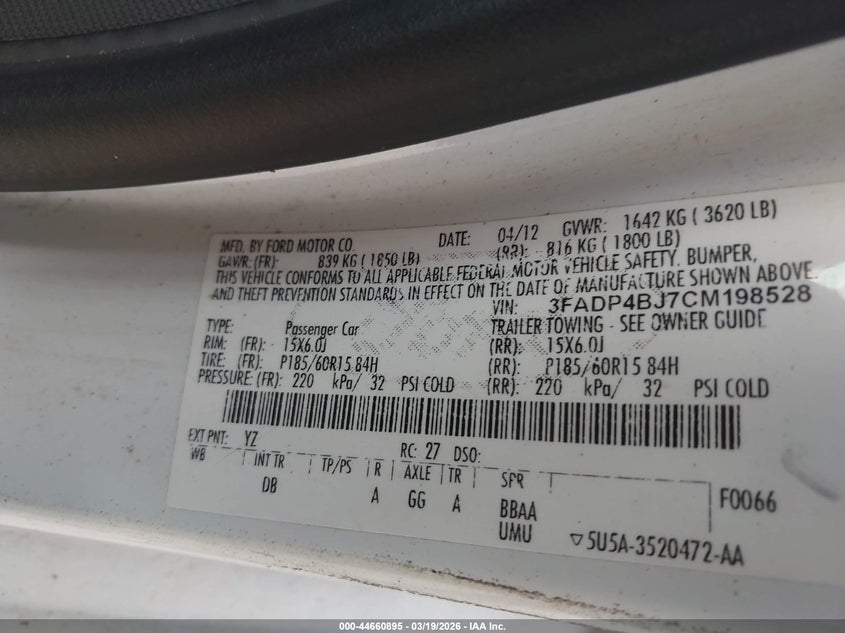 MFD. BY FORD MOTOR CO. DATE: 04/12 GVWR: 1642 KG ( 3620 LB)
GAWR: (FR): 839 KG ( 1850 LB) (RR): 816 KG ( 1800 LB)
THIS VEHICLE CONFORMS TO ALL APPLICABLE FEDERAL MOTOR VEHICLE SAFETY, BUMPER,
AND THEFT PREVENTION STANDARDS IN EFFECT ON THE DATE OF MANUFACTURE SHOWN ABOVE.
VIN: 3FADP4BJ7CM198528
TYPE: Passenger Car TRAILER TOWING - SEE OWNER GUIDE
RIM: (FR): 15X6.0J (RR): 15X6.0J
TIRE: (FR): P185/60R15 84H (RR): P185/60R15 84H
PRESSURE: (FR): 220 kPa/ 32 PSI COLD (RR): 220 kPa/ 32 PSI COLD
EXT PNT: YZ RC: 27 DSO:
WB INT TR TP/PS R AXLE TR SPR F0066
DB A GG A BBAA
UMU ▽5U5A-3520472-AA
000-44660895 - 03/19/2026 - IAA Inc.